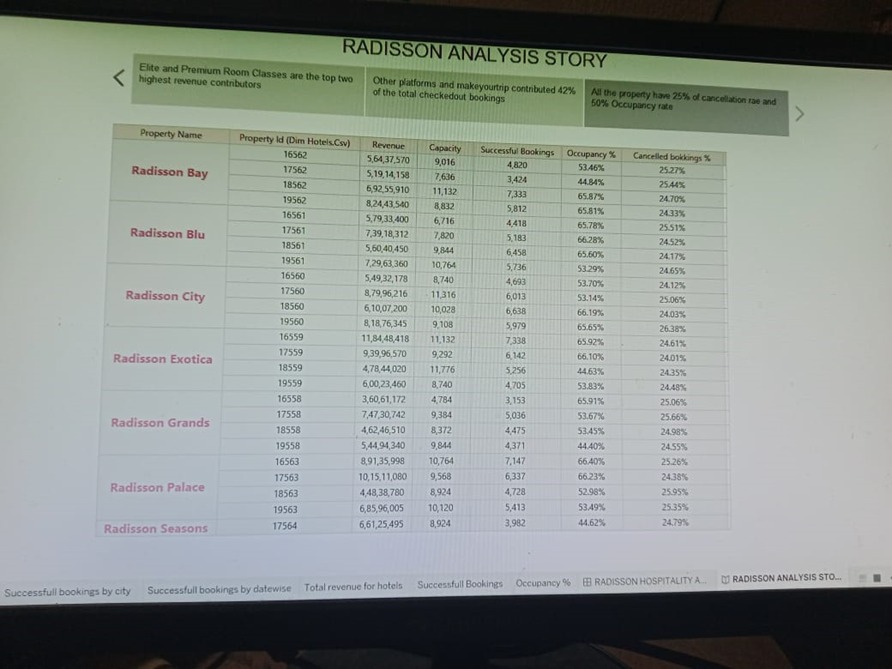 RADISSON ANALYSIS STORY
Elite and Premium Room Classes are the top two
highest revenue contributors
Other platforms and makeyourtrip contributed 42%
of the total checkedout bookings
All the property have 25% of cancellation rae and
50% Occupancy rate
Property Name Property Id (Dim Hotels.Csv) Revenue Capacity Successful Bookings Occupancy % Cancelled bokkings %
Radisson Bay
16562 5,64,37,570 9,016 4,820 53.46% 25.27%
17562 5,19,14,158 7,636 3,424 44.84% 25.44%
18562 6,92,55,910 11,132 7,333 65.87% 24.70%
19562 8,24,43,540 8,832 5,812 65.81% 24.33%
Radisson Blu
16561 5,79,33,400 6,716 4,418 65.78% 25.51%
17561 7,39,18,312 7,820 5,183 66.28% 24.52%
18561 5,60,40,450 9,844 6,458 65.60% 24.17%
19561 7,29,63,360 10,764 5,736 53.29% 24.65%
Radisson City
16560 5,49,32,178 8,740 4,693 53.70% 24.12%
17560 8,79,96,216 11,316 6,013 53.14% 25.06%
18560 6,10,07,200 10,028 6,638 66.19% 24.03%
19560 8,18,76,345 9,108 5,979 65.65% 26.38%
Radisson Exotica
16559 11,84,48,418 11,132 7,338 65.92% 24.61%
17559 9,39,96,570 9,292 6,142 66.10% 24.01%
18559 4,78,44,020 11,776 5,256 44.63% 24.35%
19559 6,00,23,460 8,740 4,705 53.83% 24.48%
Radisson Grands
16558 3,60,61,172 4,784 3,153 65.91% 25.06%
17558 7,47,30,742 9,384 5,036 53.67% 25.66%
18558 4,62,46,510 8,372 4,475 53.45% 24.98%
19558 5,44,94,340 9,844 4,371 44.40% 24.55%
Radisson Palace
16563 8,91,35,998 10,764 7,147 66.40% 25.26%
17563 10,15,11,080 9,568 6,337 66.23% 24.38%
18563 4,48,38,780 8,924 4,728 52.98% 25.95%
19563 6,85,96,005 10,120 5,413 53.49% 25.35%
Radisson Seasons 17564 6,61,25,495 8,924 3,982 44.62% 24.79%
Successfull bookings by city Successfull bookings by datewise Total revenue for hotels Successfull Bookings Occupancy % RADISSON HOSPITALITY A... RADISSON ANALYSIS STO...